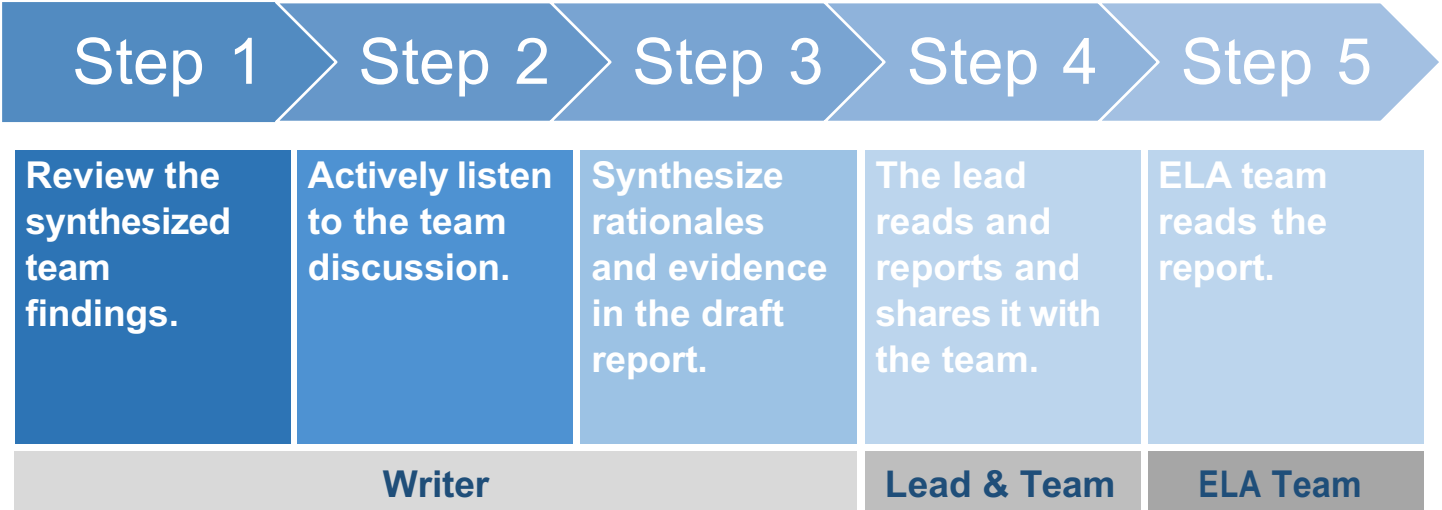 Step 1
Step 2
Step 3
Step 4
Step 5
Review the
synthesized
team
findings.
Actively listen
to the team
discussion.
Synthesize
rationales
and evidence
in the draft
report.
The lead
reads and
reports and
shares it with
the team.
ELA team
reads the
report.
Writer
Lead & Team
ELA Team